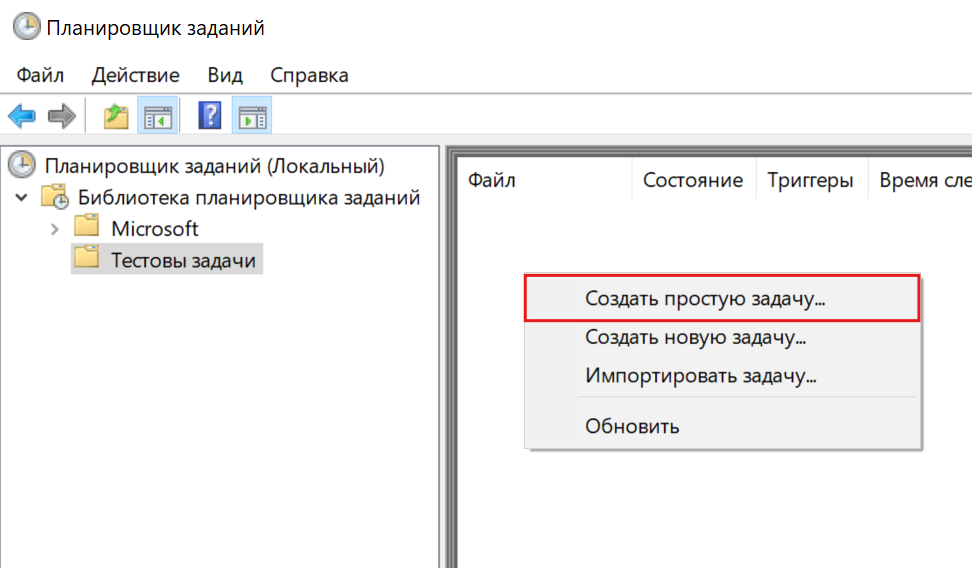 Планировщик заданий
Файл Действие Вид Справка
Планировщик заданий (Локальный)
Библиотека планировщика заданий
Microsoft
Тестовы задачи
Файл Состояние Триггеры Время сле
Создать простую задачу...
Создать новую задачу...
Импортировать задачу...
Обновить